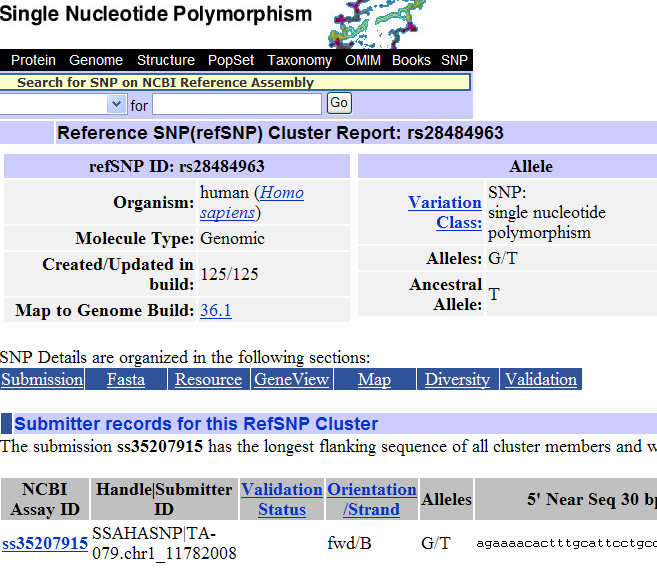 Single Nucleotide Polymorphism
Protein Genome Structure PopSet Taxonomy OMIM Books SNP
Search for SNP on NCBI Reference Assembly
for Go
Reference SNP(refSNP) Cluster Report: rs28484963
refSNP ID: rs28484963
Organism: human (Homo
sapiens)
Molecule Type: Genomic
Created/Updated in
build: 125/125
Map to Genome Build: 36.1
Allele
Variation
Class: SNP:
single nucleotide
polymorphism
Alleles: G/T
Ancestral
Allele: T
SNP Details are organized in the following sections:
Submission Fasta Resource GeneView Map Diversity Validation
Submitter records for this RefSNP Cluster
The submission ss35207915 has the longest flanking sequence of all cluster members and w
NCBI
Assay ID
Handle|Submitter
ID
Validation
Status
Orientation
/Strand
Alleles
5' Near Seq 30 bp
ss35207915
SSAHASNP|TA-
079.chr1_11782008
fwd/B
G/T
agaaaacactttgcattcctgcc